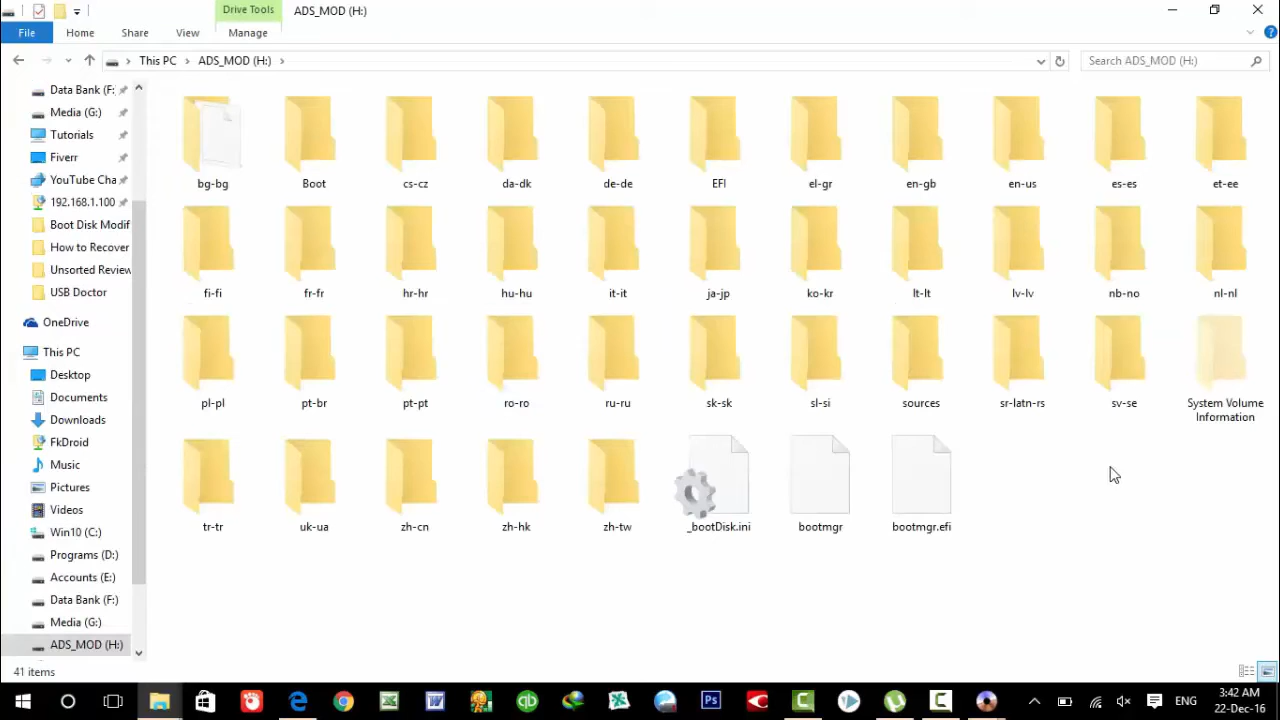 Drive Tools
ADS_MOD (H:)
File
Home
Share
View
Manage
This PC
ADS_MOD (H:)
Search ADS_MOD (H:)
Data Bank (F:
Media (G:)
Tutorials
Fiverr
YouTube Cha
192.168.1.100
Boot Disk Modif
How to Recover
Unsorted Review
USB Doctor
OneDrive
This PC
Desktop
Documents
Downloads
FkDroid
Music
Pictures
Videos
Win10 (C:)
Programs (D:)
Accounts (E:)
Data Bank (F:)
Media (G:)
ADS_MOD (H:)
bg-bg
Boot
cs-cz
da-dk
de-de
EFI
el-gr
en-gb
en-us
es-es
et-ee
fi-fi
fr-fr
hr-hr
hu-hu
it-it
ja-jp
ko-kr
lt-lt
lv-lv
nb-no
nl-nl
pl-pl
pt-br
pt-pt
ro-ro
ru-ru
sk-sk
sl-si
sources
sr-latn-rs
sv-se
System Volume
Information
tr-tr
uk-ua
zh-cn
zh-hk
zh-tw
_bootDisk.ini
bootmgr
bootmgr.efi
41 items
Ps
ENG
3:42 AM
22-Dec-16